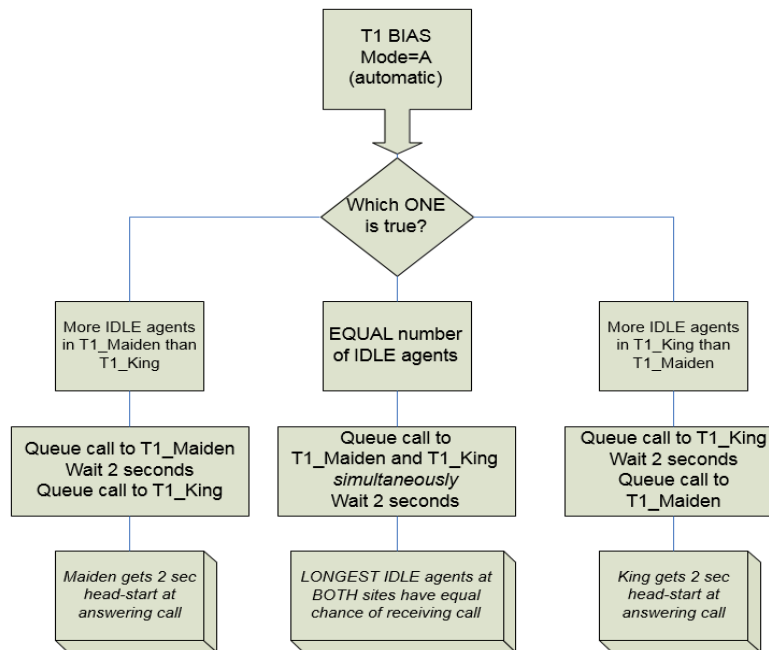 T1 BIAS
Mode=A
(automatic)
Which ONE
is true?
More IDLE agents
in T1_Maiden than
T1_King
EQUAL number
of IDLE agents
More IDLE agents
in T1_King than
T1_Maiden
Queue call to T1_Maiden
Wait 2 seconds
Queue call to T1_King
Queue call to
T1_Maiden and T1_King
simultaneously
Wait 2 seconds
Queue call to T1_King
Wait 2 seconds
Queue call to
T1_Maiden
Maiden gets 2 sec
head-start at
answering call
LONGEST IDLE agents at
BOTH sites have equal
chance of receiving call
King gets 2 sec
head-start at
answering call